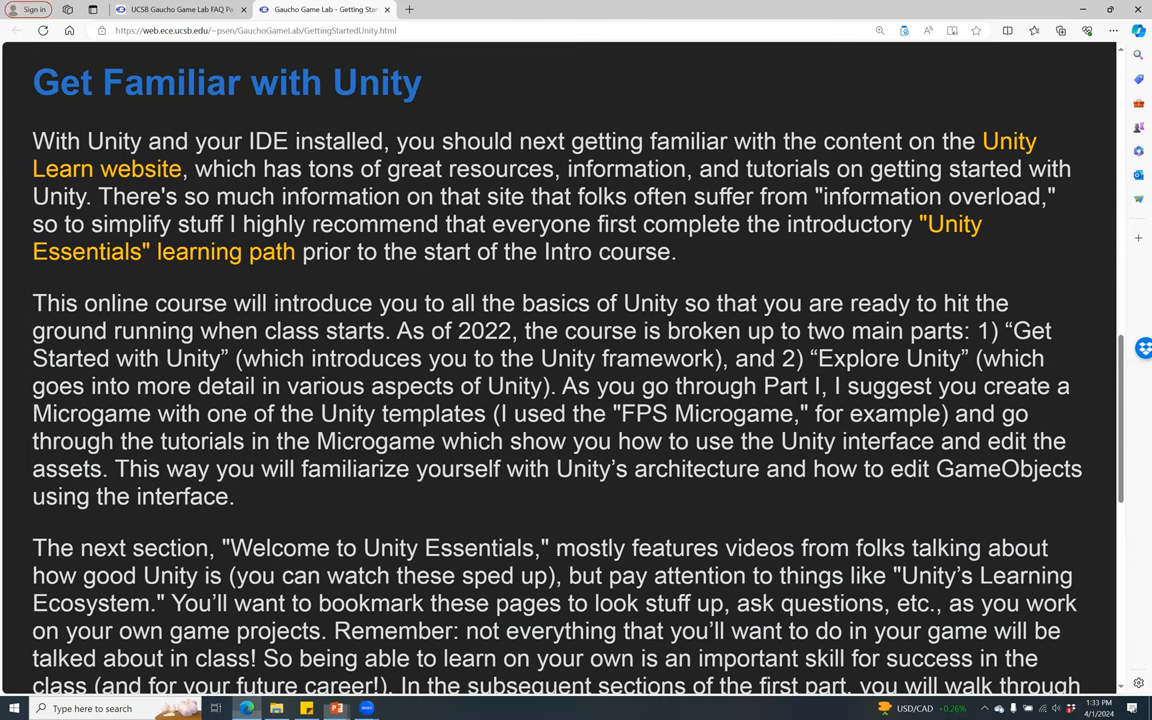 Sign in
UCSB Gaucho Game Lab FAQ Pa
Gaucho Game Lab - Getting Star
https://web.ece.ucsb.edu/~psen/GauchoGameLab/GettingStartedUnity.html
Get Familiar with Unity
With Unity and your IDE installed, you should next getting familiar with the content on the Unity
Learn website, which has tons of great resources, information, and tutorials on getting started with
Unity. There's so much information on that site that folks often suffer from "information overload,"
so to simplify stuff I highly recommend that everyone first complete the introductory "Unity
Essentials" learning path prior to the start of the Intro course.
This online course will introduce you to all the basics of Unity so that you are ready to hit the
ground running when class starts. As of 2022, the course is broken up to two main parts: 1) “Get
Started with Unity” (which introduces you to the Unity framework), and 2) “Explore Unity” (which
goes into more detail in various aspects of Unity). As you go through Part I, I suggest you create a
Microgame with one of the Unity templates (I used the "FPS Microgame," for example) and go
through the tutorials in the Microgame which show you how to use the Unity interface and edit the
assets. This way you will familiarize yourself with Unity’s architecture and how to edit GameObjects
using the interface.
The next section, "Welcome to Unity Essentials," mostly features videos from folks talking about
how good Unity is (you can watch these sped up), but pay attention to things like "Unity’s Learning
Ecosystem." You’ll want to bookmark these pages to look stuff up, ask questions, etc., as you work
on your own game projects. Remember: not everything that you’ll want to do in your game will be
talked about in class! So being able to learn on your own is an important skill for success in the
class (and for your future career!). In the subsequent sections of the first part, you will walk through
Type here to search
USD/CAD +0.26%
1:33 PM
4/1/2024